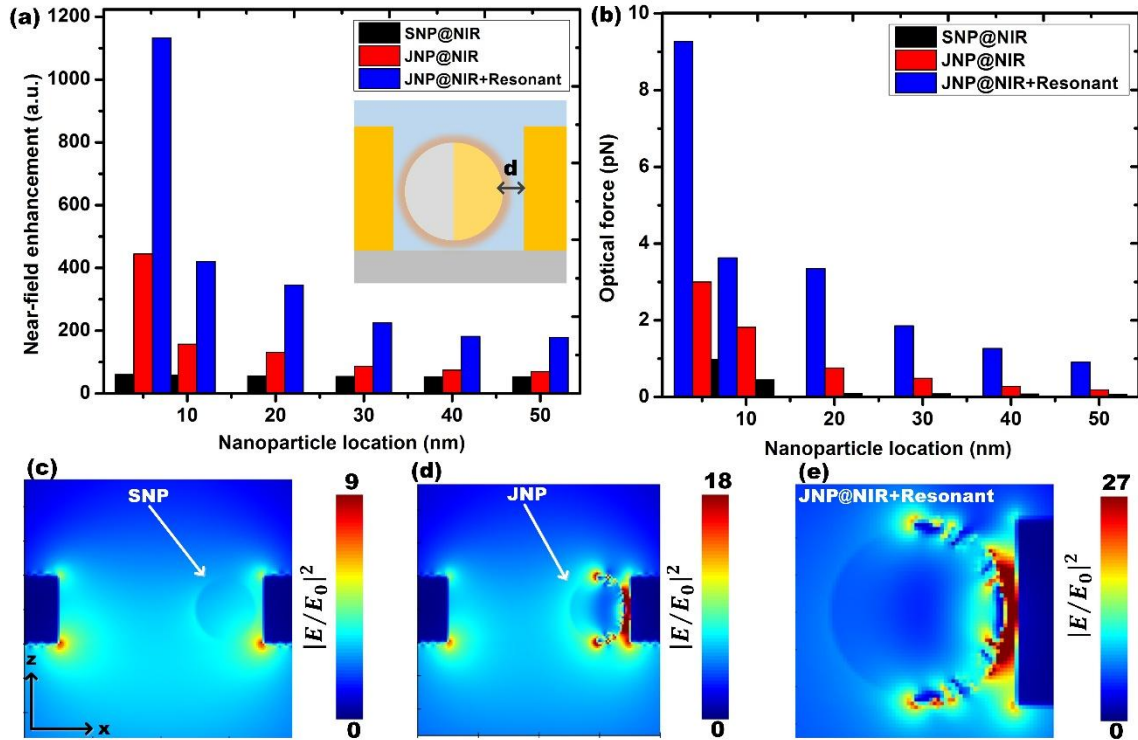 (a)
1200
1000
800
600
400
200
0
Near-field enhancement (a.u.)
SNP@NIR
JNP@NIR
JNP@NIR+Resonant
d
10
20
30
40
50
Nanoparticle location (nm)
(b)
10
8
6
4
2
0
Optical force (pN)
SNP@NIR
JNP@NIR
JNP@NIR+Resonant
10
20
30
40
50
Nanoparticle location (nm)
(c)
SNP
z
x
9
0
|E/E₀|²
(d)
JNP
18
0
|E/E₀|²
(e)
JNP@NIR+Resonant
27
0
|E/E₀|²